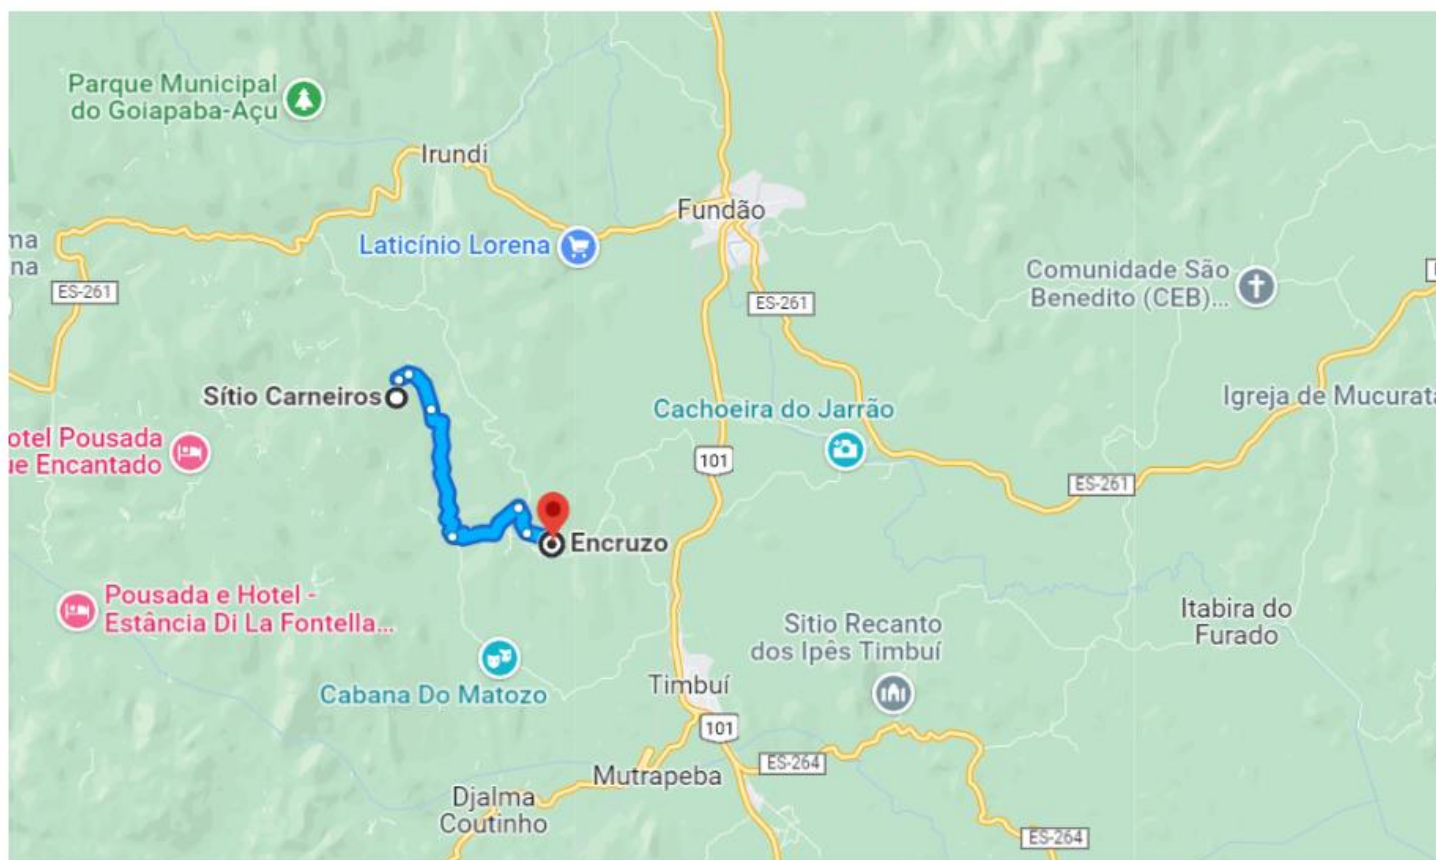 Parque Municipal
do Goiapaba-Açu
Irundi
Fundão
Laticínio Lorena
ma
na
ES-261
ES-261
Comunidade São
Benedito (CEB)...
Sítio Carneiros
Cachoeira do Jarrão
Igreja de Mucurata
otel Pousada
ue Encantado
101
ES-261
Encruzo
Pousada e Hotel -
Estância Di La Fontella...
Itabira do
Furado
Sitio Recanto
dos Ipês Timbuí
Cabana Do Matozo
Timbuí
101
ES-264
Mutrapeba
Djalma
Coutinho
ES-264